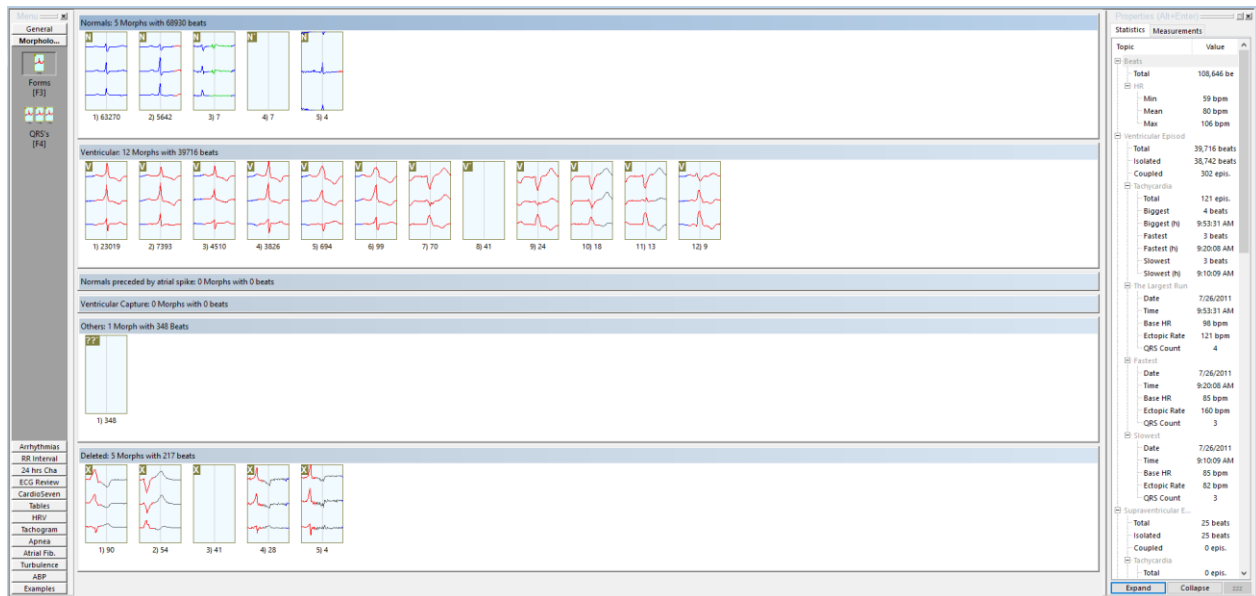 Menu
General
Morpholo...
Forms
[F3]
QRS's
[F4]
Arrhythmias
RR Interval
24 hrs Cha
ECG Review
CardioSeven
Tables
HRV
Tachogram
Apnea
Atrial Fib.
Turbulence
ABP
Examples
Normals: 5 Morphs with 68930 beats
N N N N* N
1) 63270 2) 5642 3) 7 4) 7 5) 4
Ventricular: 12 Morphs with 39716 beats
V V V V V V V V* V V V V
1) 23019 2) 7393 3) 4510 4) 3826 5) 694 6) 99 7) 70 8) 41 9) 24 10) 18 11) 13 12) 9
Normals preceded by atrial spike: 0 Morphs with 0 beats
Ventricular Capture: 0 Morphs with 0 beats
Others: 1 Morph with 348 Beats
??*
1) 348
Deleted: 5 Morphs with 217 beats
X X X X X
1) 90 2) 54 3) 41 4) 28 5) 4
Properties (Alt+Enter)
Statistics Measurements
Topic Value
Beats
Total 108,646 be
HR
Min 59 bpm
Mean 80 bpm
Max 106 bpm
Ventricular Episod
Total 39,716 beats
Isolated 38,742 beats
Coupled 302 epis.
Tachycardia
Total 121 epis.
Biggest 4 beats
Biggest (h) 9:53:31 AM
Fastest 3 beats
Fastest (h) 9:20:08 AM
Slowest 3 beats
Slowest (h) 9:10:09 AM
The Largest Run
Date 7/26/2011
Time 9:53:31 AM
Base HR 98 bpm
Ectopic Rate 121 bpm
QRS Count 4
Fastest
Date 7/26/2011
Time 9:20:08 AM
Base HR 85 bpm
Ectopic Rate 160 bpm
QRS Count 3
Slowest
Date 7/26/2011
Time 9:10:09 AM
Base HR 85 bpm
Ectopic Rate 82 bpm
QRS Count 3
Supraventricular E...
Total 25 beats
Isolated 25 beats
Coupled 0 epis.
Tachycardia
Total 0 epis.
Expand Collapse